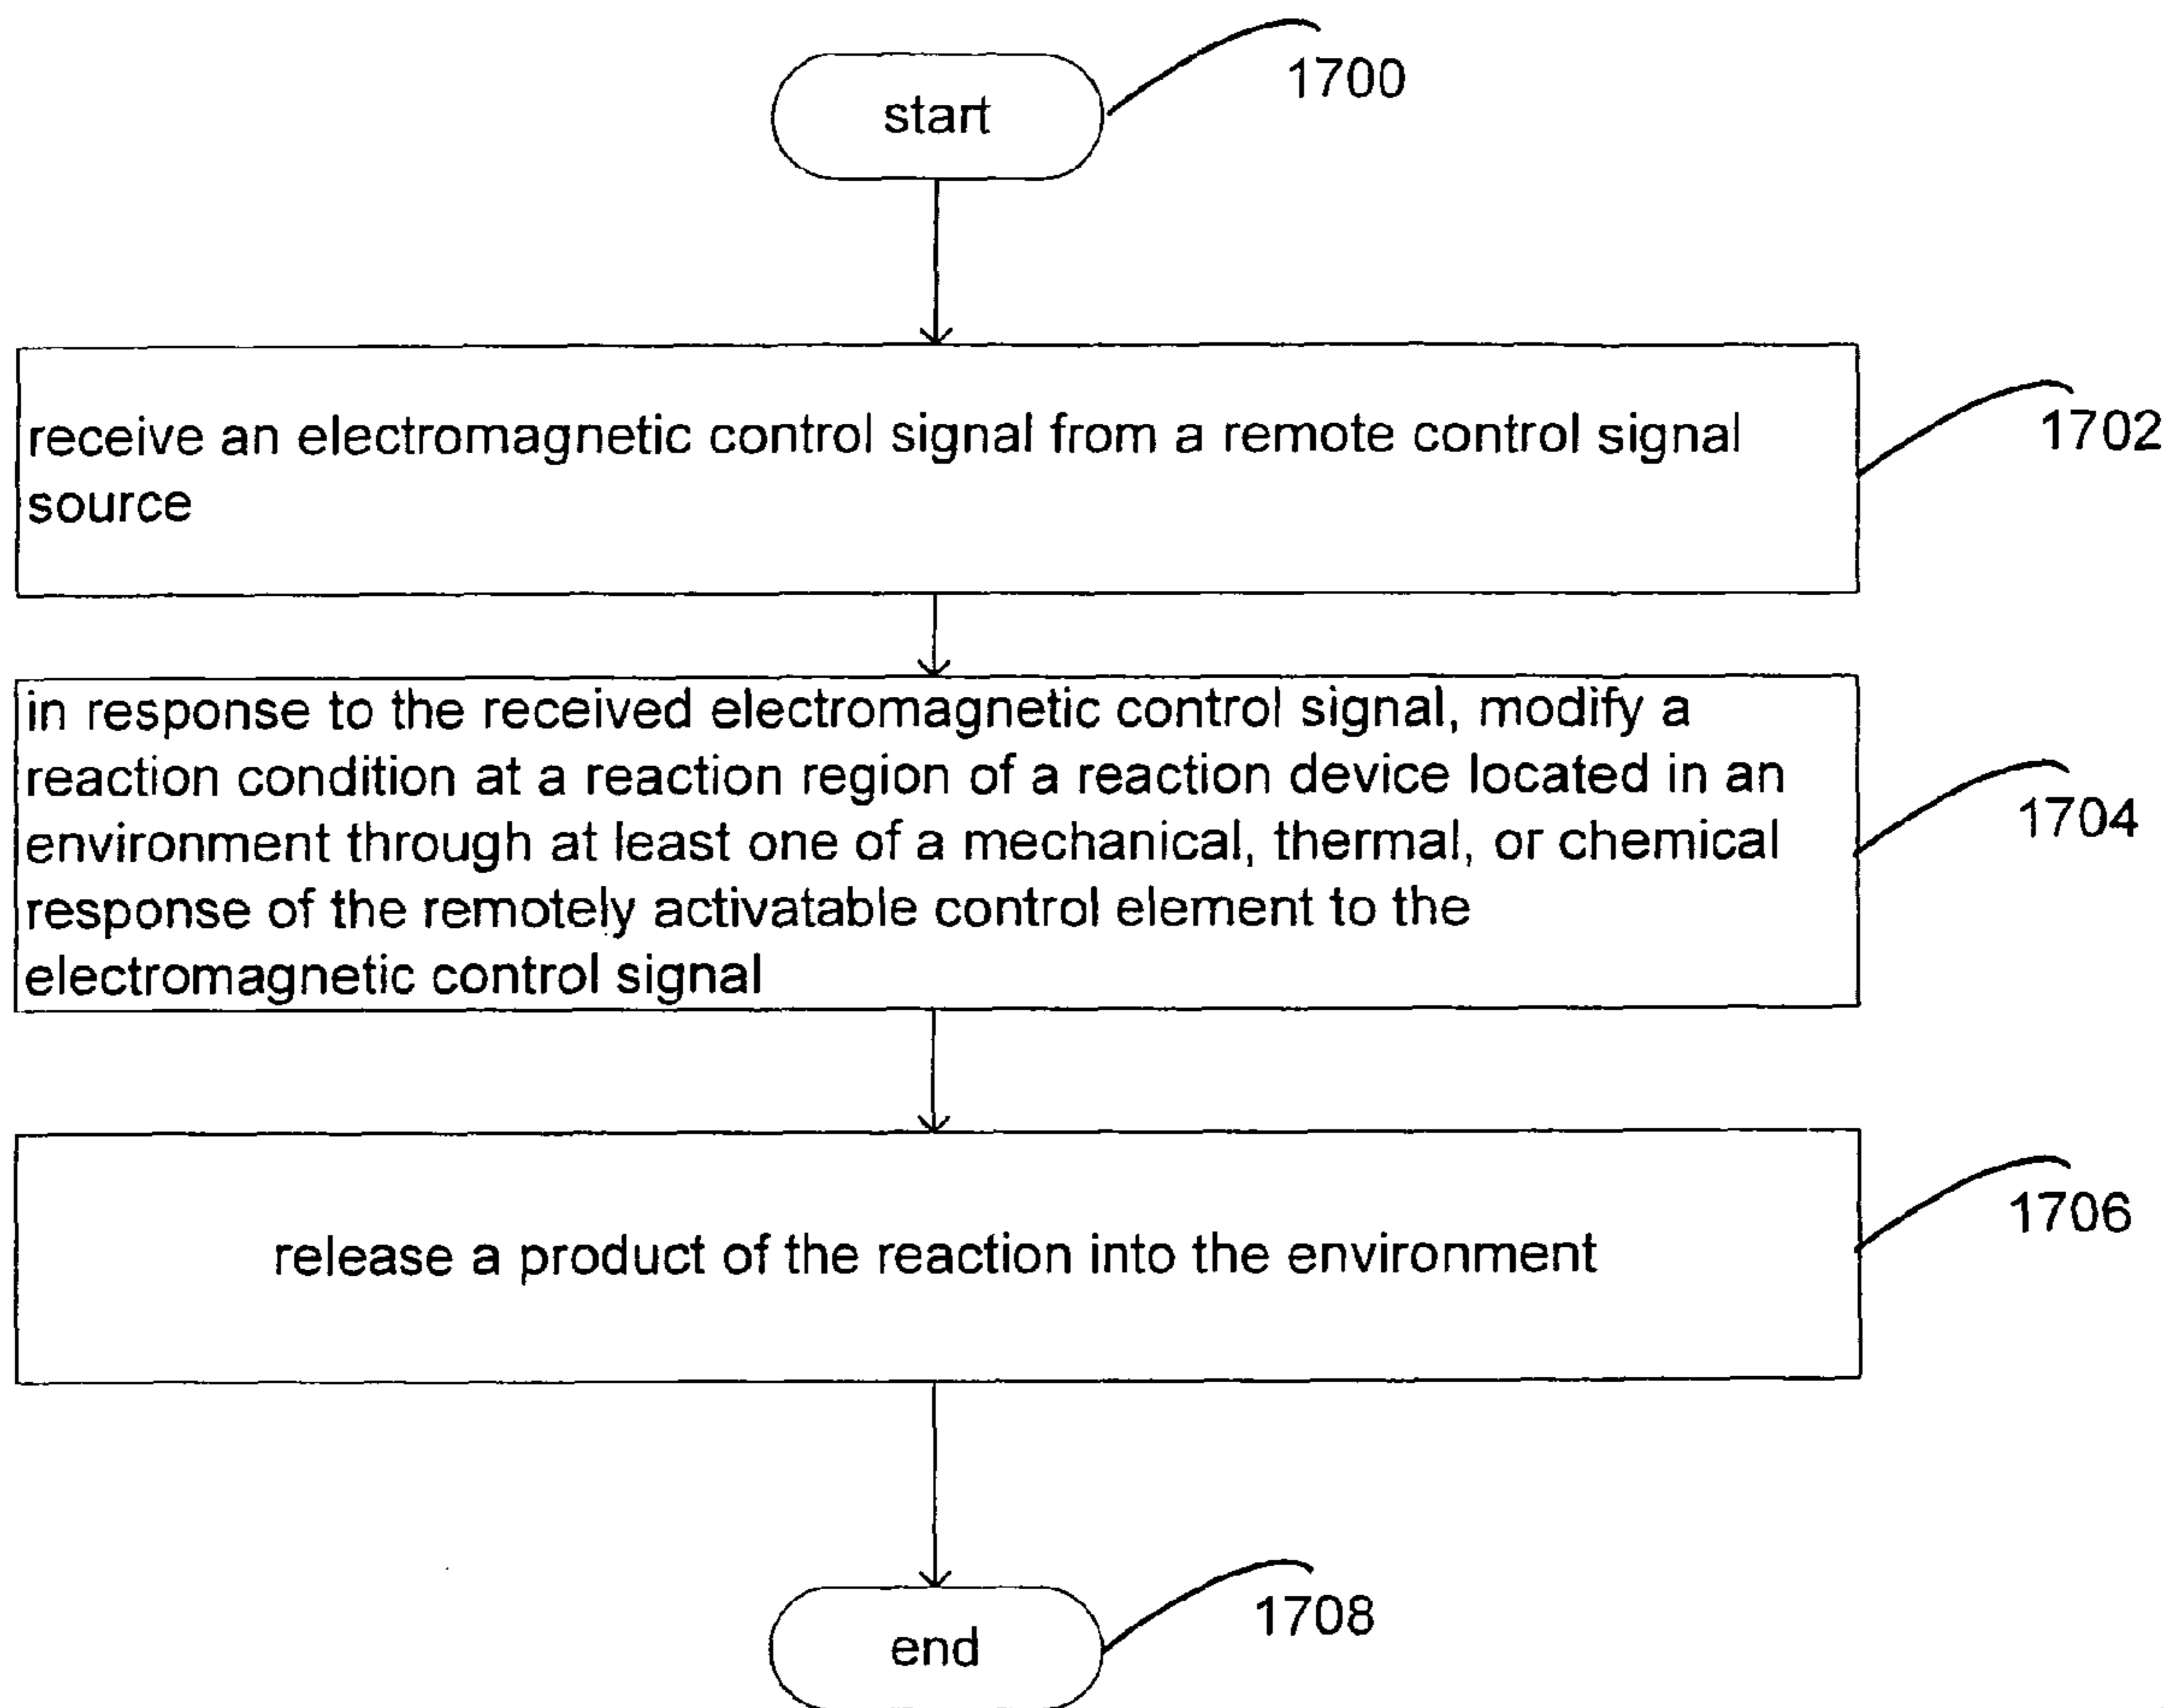 start
1700
receive an electromagnetic control signal from a remote control signal
source
1702
in response to the received electromagnetic control signal, modify a
reaction condition at a reaction region of a reaction device located in an
environment through at least one of a mechanical, thermal, or chemical
response of the remotely activatable control element to the
electromagnetic control signal
1704
release a product of the reaction into the environment
1706
end
1708